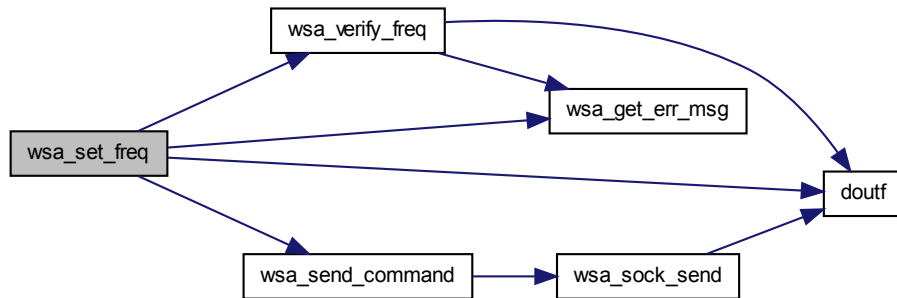 wsa_verify_freq
wsa_get_err_msg
wsa_set_freq
doutf
wsa_send_command
wsa_sock_send